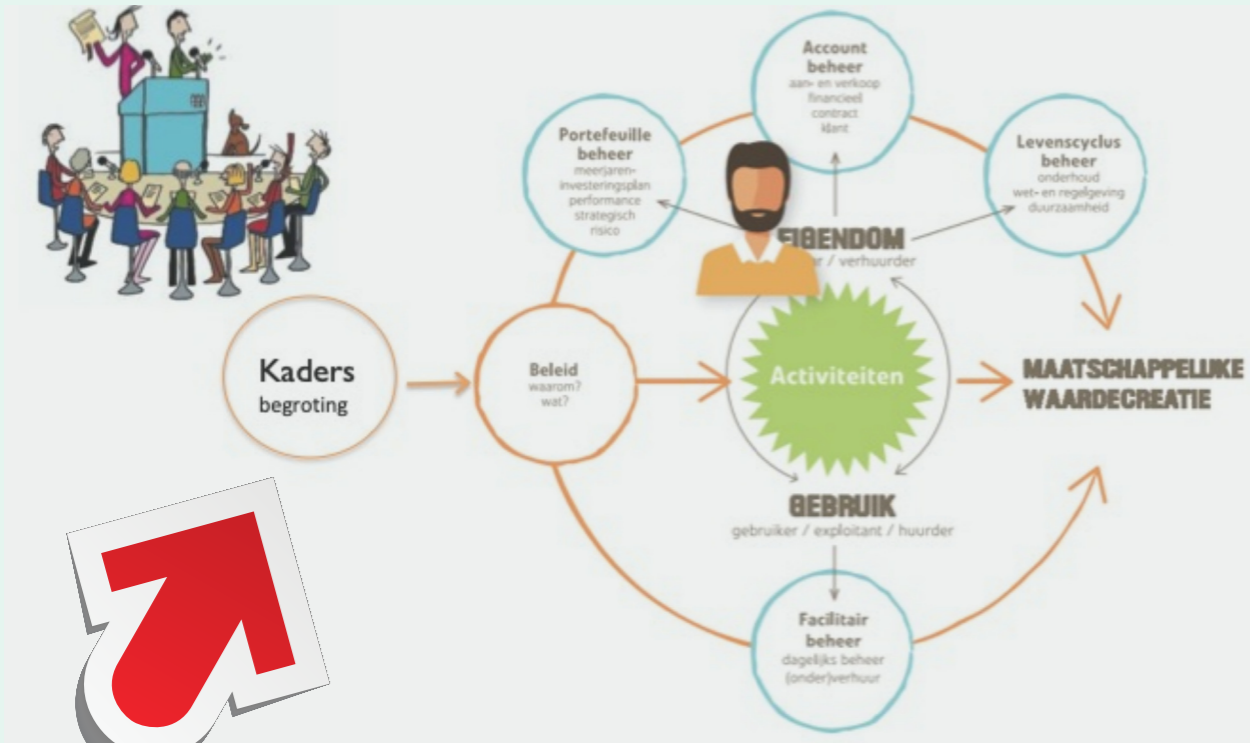 Account
beheer
aan- en verkoop
financieel
contract
klant
Portefeuille
beheer
meerjaren-
investeringsplan
performance
strategisch
risico
Levenscyclus
beheer
onderhoud
wet- en regelgeving
duurzaamheid
EIGENDOM
/ verhuurder
Kaders
begroting
Beleid
waarom?
wat?
Activiteiten
MAATSCHAPPELIJKE
WAARDECREATIE
GEBRUIK
gebruiker / exploitant / huurder
Facilitair
beheer
dagelijks beheer
(onder)verhuur